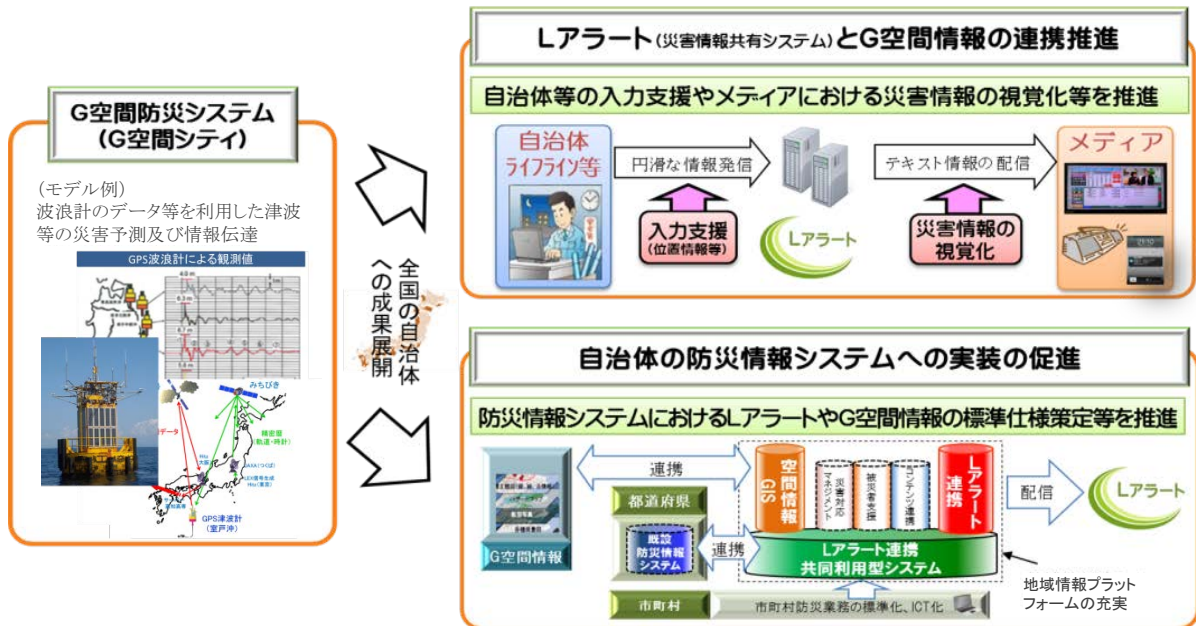 G空間防災システム
(G空間シティ)
(モデル例)
波浪計のデータ等を利用した津波
等の災害予測及び情報伝達
GPS波浪計による観測値
みちびき
データ
精密暦
(軌道・時計)
GPS津波計
(室戸沖)
全国の自治体
への成果展開
Lアラート(災害情報共有システム)とG空間情報の連携推進
自治体等の入力支援やメディアにおける災害情報の視覚化等を推進
自治体
ライフライン等
円滑な情報発信
テキスト情報の配信
メディア
入力支援
(位置情報等)
Lアラート
災害情報の
視覚化
自治体の防災情報システムへの実装の促進
防災情報システムにおけるLアラートやG空間情報の標準仕様策定等を推進
G空間情報
連携
都道府県
既設
防災情報
システム
連携
空間情報
GIS
災害対応
マネジメント
被災者支援
コンテンツ連携
Lアラート
連携
配信
Lアラート
Lアラート連携
共同利用型システム
市町村
市町村防災業務の標準化、ICT化
地域情報プラット
フォームの充実